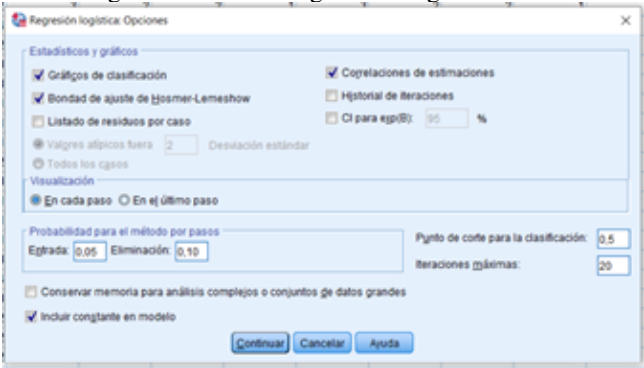 Regresión logística: Opciones
Estadísticos y gráficos
Gráficos de clasificación
Correlaciones de estimaciones
Bondad de ajuste de Hosmer-Lemeshow
Historial de iteraciones
Listado de residuos por caso
CI para exp(B): 95 %
Valores atípicos fuera 2 Desviación estándar
Todos los casos
Visualización
En cada paso En el último paso
Probabilidad para el método por pasos
Entrada: 0,05 Eliminación: 0,10
Punto de corte para la clasificación: 0,5
Iteraciones máximas: 20
Conservar memoria para análisis complejos o conjuntos de datos grandes
Incluir constante en modelo
Continuar Cancelar Ayuda